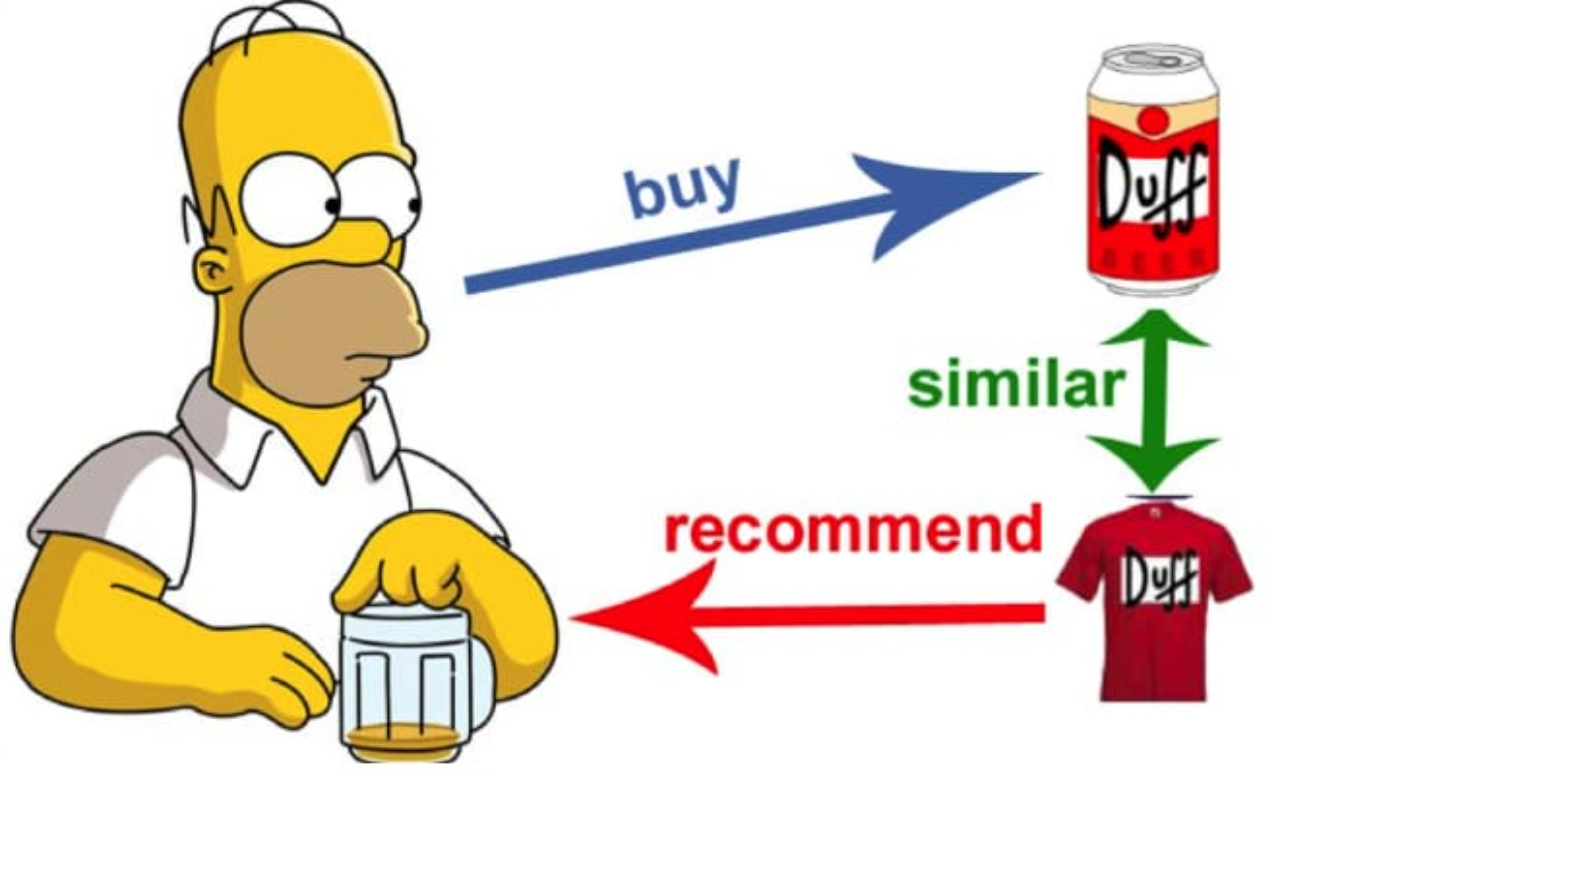 buy
Duff
similar
recommend
Duff